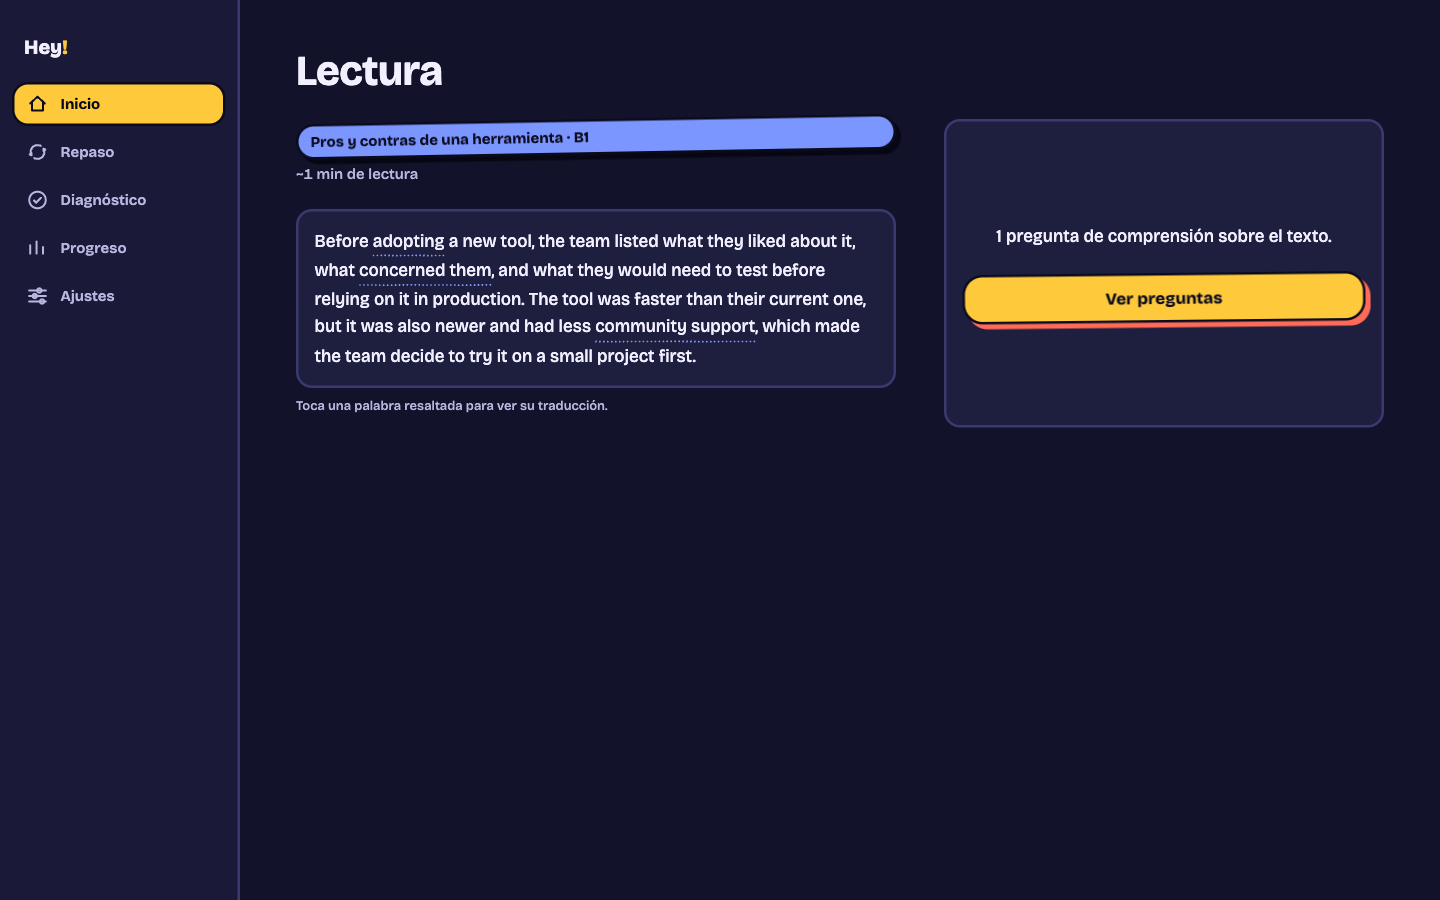 Hey!
Inicio
Repaso
Diagnóstico
Progreso
Ajustes
Lectura
Pros y contras de una herramienta · B1
~1 min de lectura
Before adopting a new tool, the team listed what they liked about it,
what concerned them, and what they would need to test before
relying on it in production. The tool was faster than their current one,
but it was also newer and had less community support, which made
the team decide to try it on a small project first.
Toca una palabra resaltada para ver su traducción.
1 pregunta de comprensión sobre el texto.
Ver preguntas